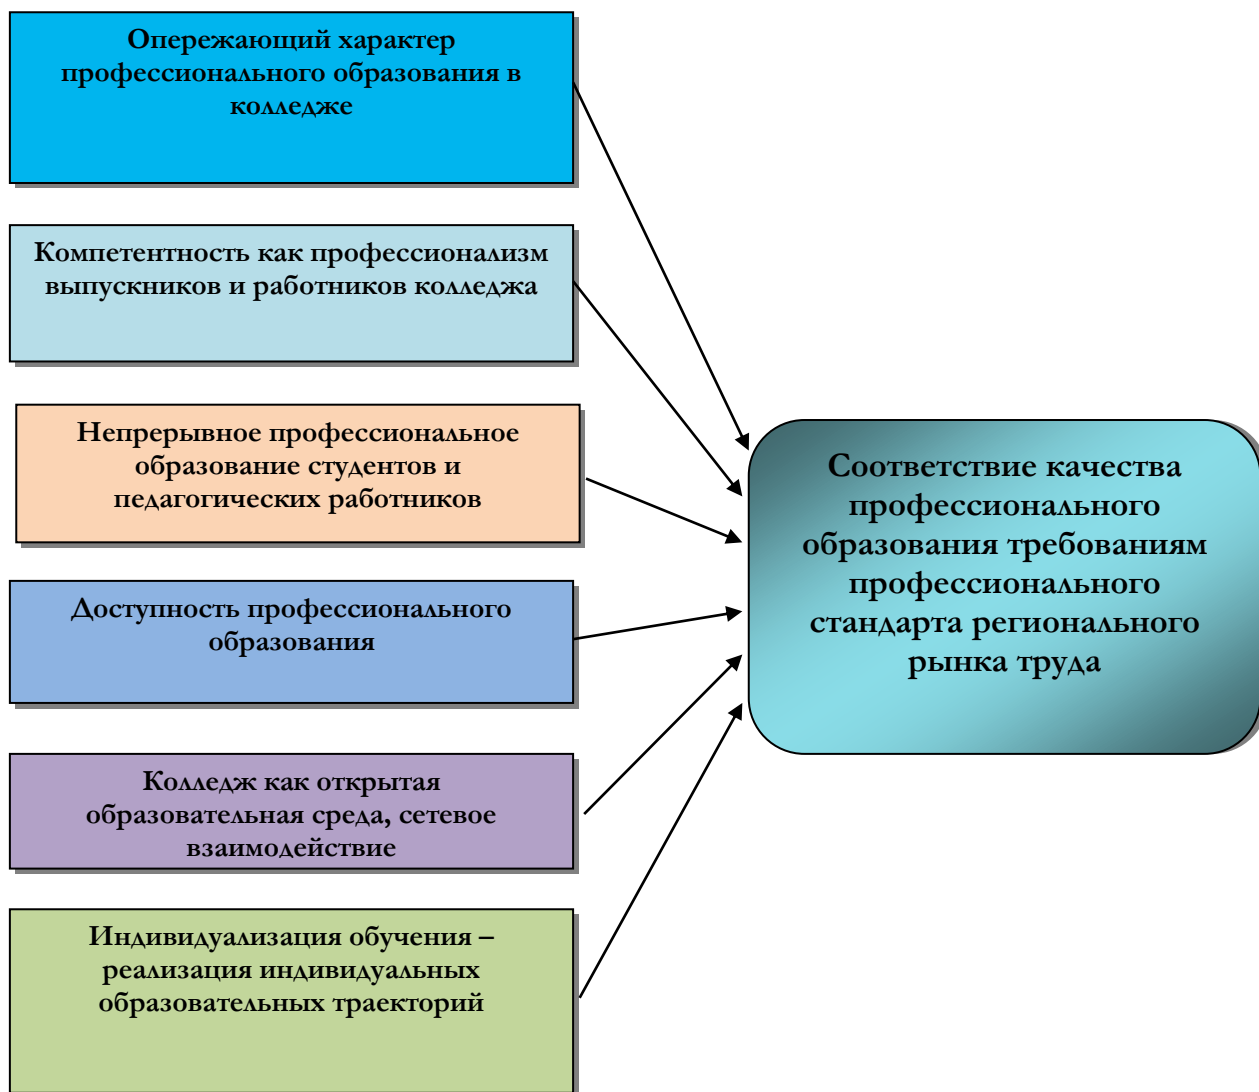 Опережающий характер
профессионального образования в
колледже
Компетентность как профессионализм
выпускников и работников колледжа
Непрерывное профессиональное
образование студентов и
педагогических работников
Доступность профессионального
образования
Колледж как открытая
образовательная среда, сетевое
взаимодействие
Индивидуализация обучения –
реализация индивидуальных
образовательных траекторий
Соответствие качества
профессионального
образования требованиям
профессионального
стандарта регионального
рынка труда